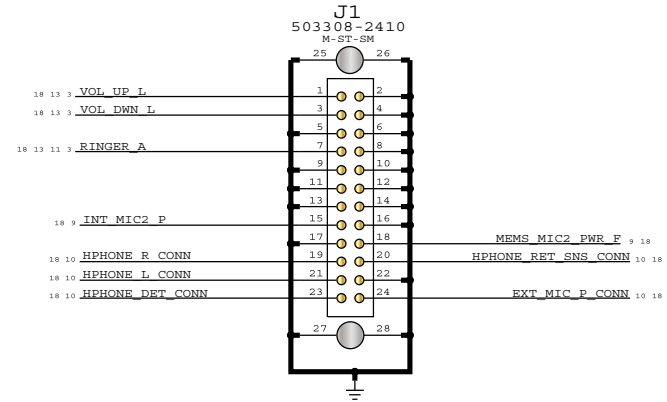 J1
503308-2410
M-ST-SM
25 26
18 13 3 VOL_UP_L 1 2
18 13 3 VOL_DWN_L 3 4
5 6
18 13 11 3 RINGER_A 7 8
9 10
11 12
13 14
18 9 INT_MIC2_P 15 16
17 18 MEMS_MIC2_PWR_F 9 18
18 10 HPHONE_R_CONN 19 20 HPHONE_RET_SNS_CONN 10 18
18 10 HPHONE_L_CONN 21 22
18 10 HPHONE_DET_CONN 23 24 EXT_MIC_P_CONN 10 18
27 28